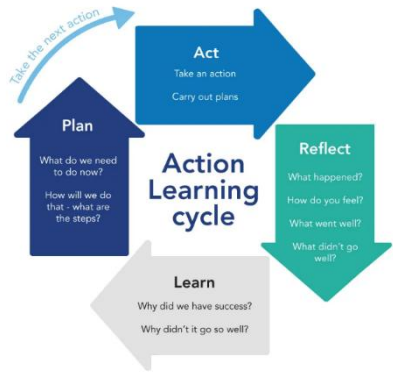 Take the next action
Act
Take an action
Carry out plans
Plan
What do we need
to do now?
How will we do
that - what are
the steps?
Action
Learning
cycle
Reflect
What happened?
How do you feel?
What went well?
What didn't go
well?
Learn
Why did we have success?
Why didn't it go so well?